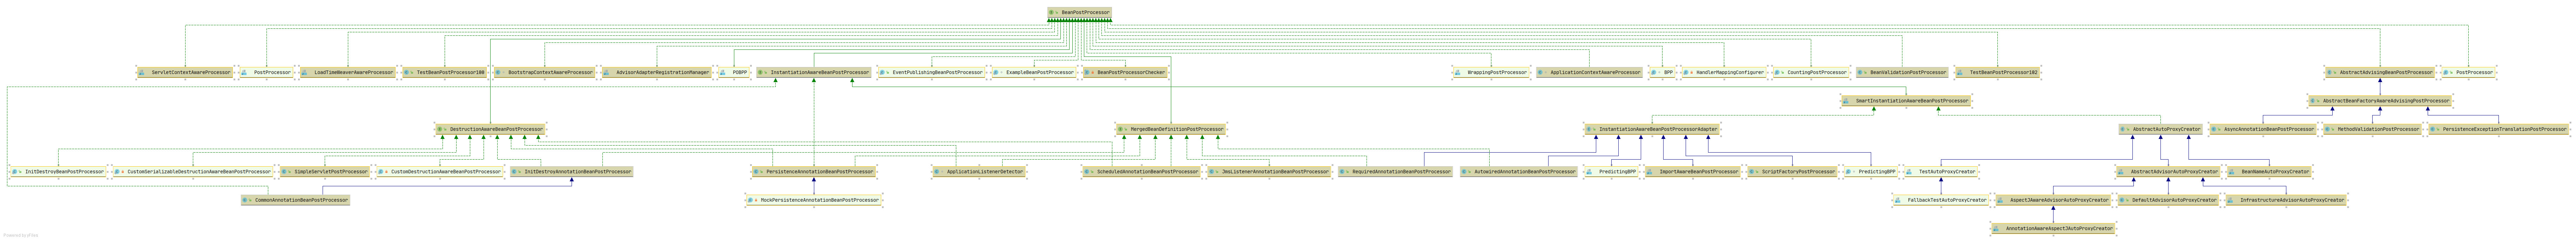 BeanPostProcessor
ServletContextAwareProcessor
PostProcessor
LoadTimeWeaverAwareProcessor
TestBeanPostProcessor100
BootstrapContextAwareProcessor
AdvisorAdapterRegistrationManager
POBPP
InstantiationAwareBeanPostProcessor
EventPublishingBeanPostProcessor
ExampleBeanPostProcessor
BeanPostProcessorChecker
WrappingPostProcessor
ApplicationContextAwareProcessor
BPP
HandlerMappingConfigurer
CountingPostProcessor
BeanValidationPostProcessor
TestBeanPostProcessor102
AbstractAdvisingBeanPostProcessor
PostProcessor
SmartInstantiationAwareBeanPostProcessor
AbstractBeanFactoryAwareAdvisingPostProcessor
DestructionAwareBeanPostProcessor
MergedBeanDefinitionPostProcessor
InstantiationAwareBeanPostProcessorAdapter
AbstractAutoProxyCreator
AsyncAnnotationBeanPostProcessor
MethodValidationPostProcessor
PersistenceExceptionTranslationPostProcessor
InitDestroyBeanPostProcessor
CustomSerializableDestructionAwareBeanPostProcessor
SimpleServletPostProcessor
CustomDestructionAwareBeanPostProcessor
InitDestroyAnnotationBeanPostProcessor
PersistenceAnnotationBeanPostProcessor
ApplicationListenerDetector
ScheduledAnnotationBeanPostProcessor
JmsListenerAnnotationBeanPostProcessor
RequiredAnnotationBeanPostProcessor
AutowiredAnnotationBeanPostProcessor
PredictingBPP
ImportAwareBeanPostProcessor
ScriptFactoryPostProcessor
PredictingBPP
TestAutoProxyCreator
AbstractAdvisorAutoProxyCreator
BeanNameAutoProxyCreator
CommonAnnotationBeanPostProcessor
MockPersistenceAnnotationBeanPostProcessor
FallbackTestAutoProxyCreator
AspectJAwareAdvisorAutoProxyCreator
DefaultAdvisorAutoProxyCreator
InfrastructureAdvisorAutoProxyCreator
AnnotationAwareAspectJAutoProxyCreator
Powered by yFiles